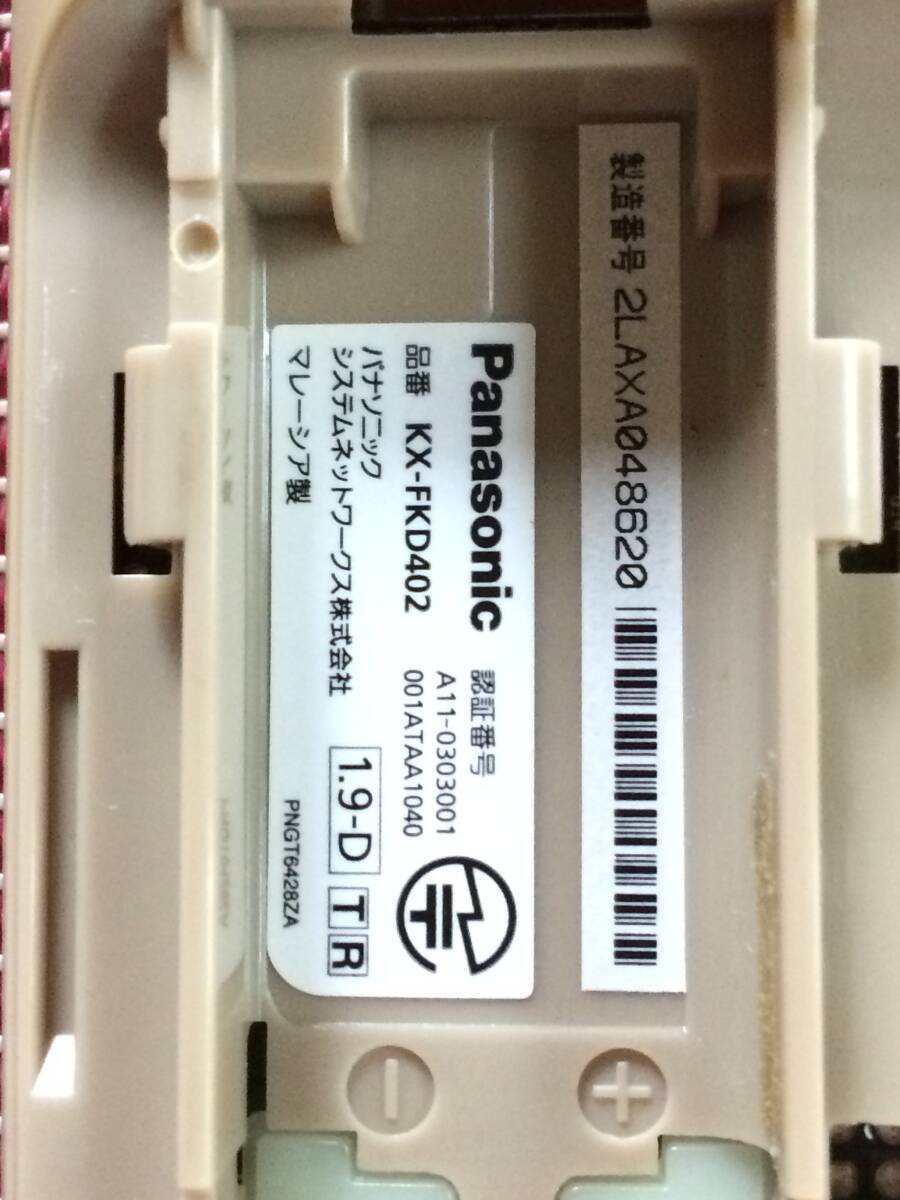 製造番号 2LAXA048620
Panasonic
品番 KX-FKD402
パナソニック
システムネットワークス株式会社
マレーシア製
認証番号
A11-0303001
001ATAA1040
1.9-D T R
PNGT6428ZA